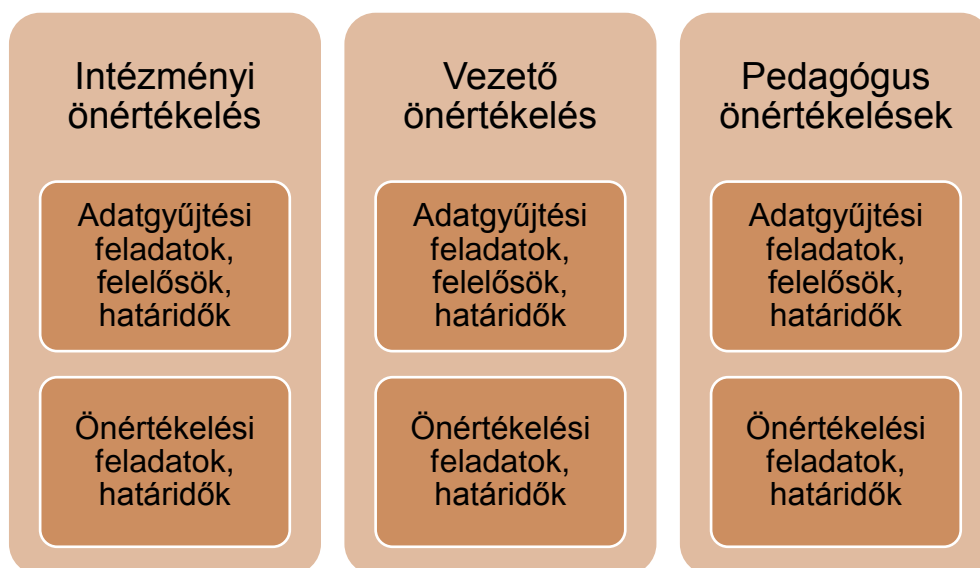 Intézményi
önértékelés
Adatgyűjtési
feladatok,
felelősök,
határidők
Önértékelési
feladatok,
határidők
Vezető
önértékelés
Adatgyűjtési
feladatok,
felelősök,
határidők
Önértékelési
feladatok,
határidők
Pedagógus
önértékelések
Adatgyűjtési
feladatok,
felelősök,
határidők
Önértékelési
feladatok,
határidők